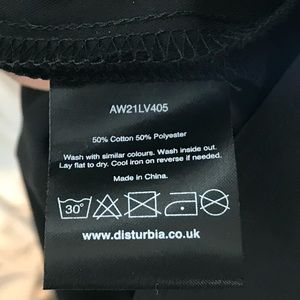 AW21LV405
50% Cotton 50% Polyester
Wash with similar colours. Wash inside out.
Lay flat to dry. Cool iron on reverse if needed.
Made in China.
30°
www.disturbia.co.uk